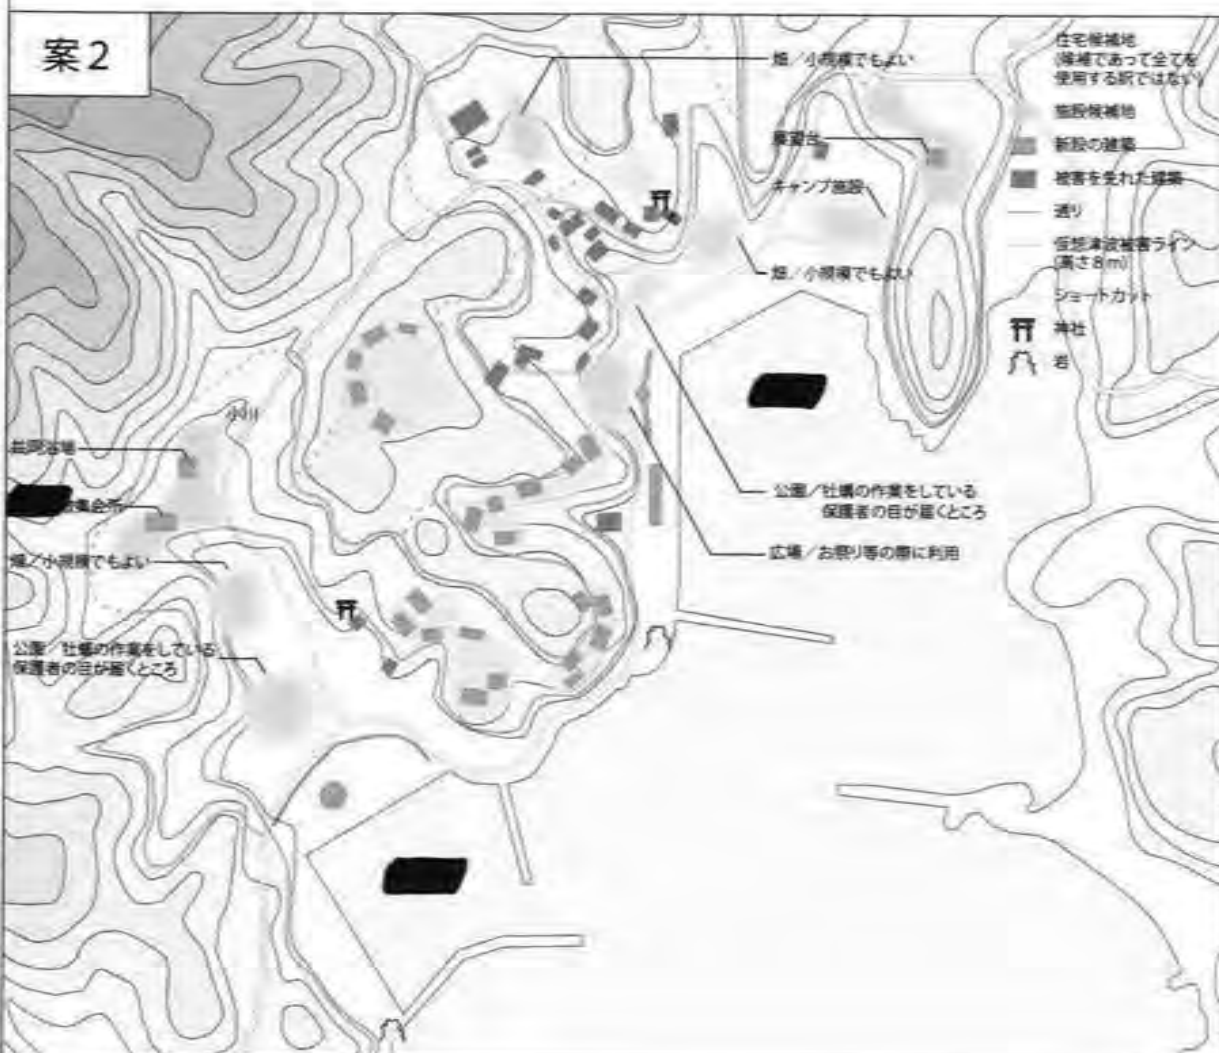 案2
畑／小規模でもよい
展望台
キャンプ施設
畑／小規模でもよい
住宅候補地
(候補であって全てを
使用する訳ではない)
施設候補地
新設の建築
被害を免れた建築
通り
仮想津波被害ライン
(高さ8m)
ショートカット
神社
岩
小川
共同浴場
集会所
畑／小規模でもよい
公園／牡蠣の作業をしている
保護者の目が届くところ
公園／牡蠣の作業をしている
保護者の目が届くところ
広場／お祭り等の際に利用